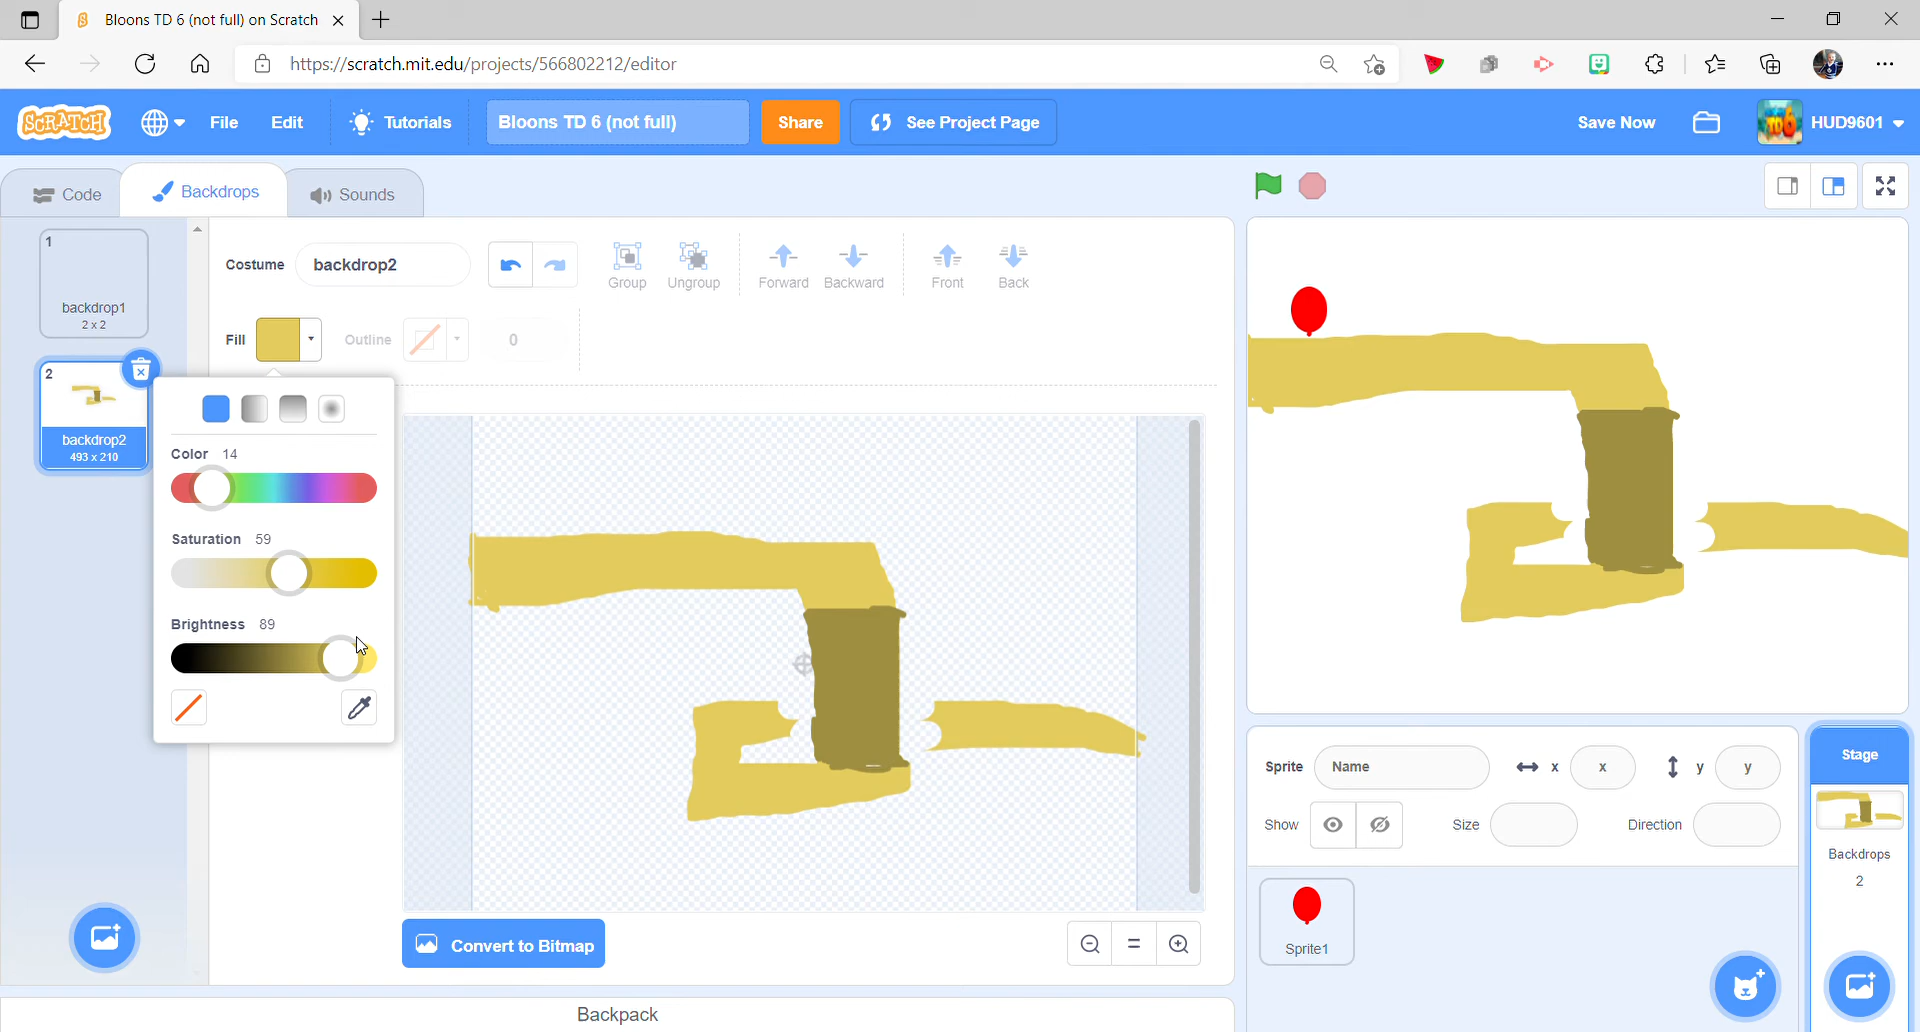 Bloons TD 6 (not full) on Scratch
https://scratch.mit.edu/projects/566802212/editor
SCRATCH
File
Edit
Tutorials
Bloons TD 6 (not full)
Share
See Project Page
Save Now
HUD9601
Code
Backdrops
Sounds
1
backdrop1
2 x 2
2
backdrop2
493 x 210
Costume
backdrop2
Group
Ungroup
Forward
Backward
Front
Back
Fill
Outline
0
Color 14
Saturation 59
Brightness 89
Convert to Bitmap
Backpack
Sprite
Name
x
x
y
y
Show
Size
Direction
Sprite1
Stage
Backdrops
2